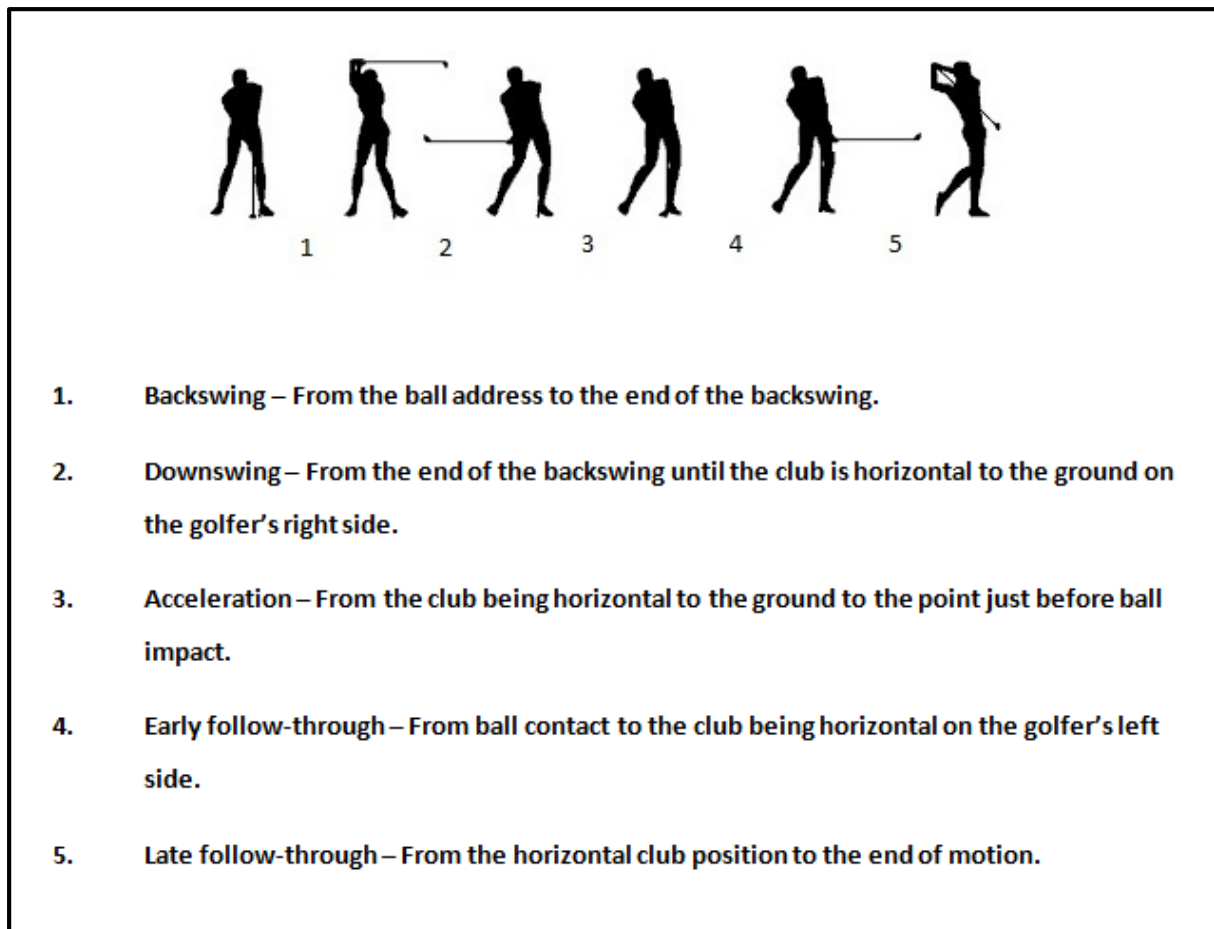 1 2 3 4 5
1. Backswing – From the ball address to the end of the backswing.
2. Downswing – From the end of the backswing until the club is horizontal to the ground on
the golfer's right side.
3. Acceleration – From the club being horizontal to the ground to the point just before ball
impact.
4. Early follow-through – From ball contact to the club being horizontal on the golfer's left
side.
5. Late follow-through – From the horizontal club position to the end of motion.